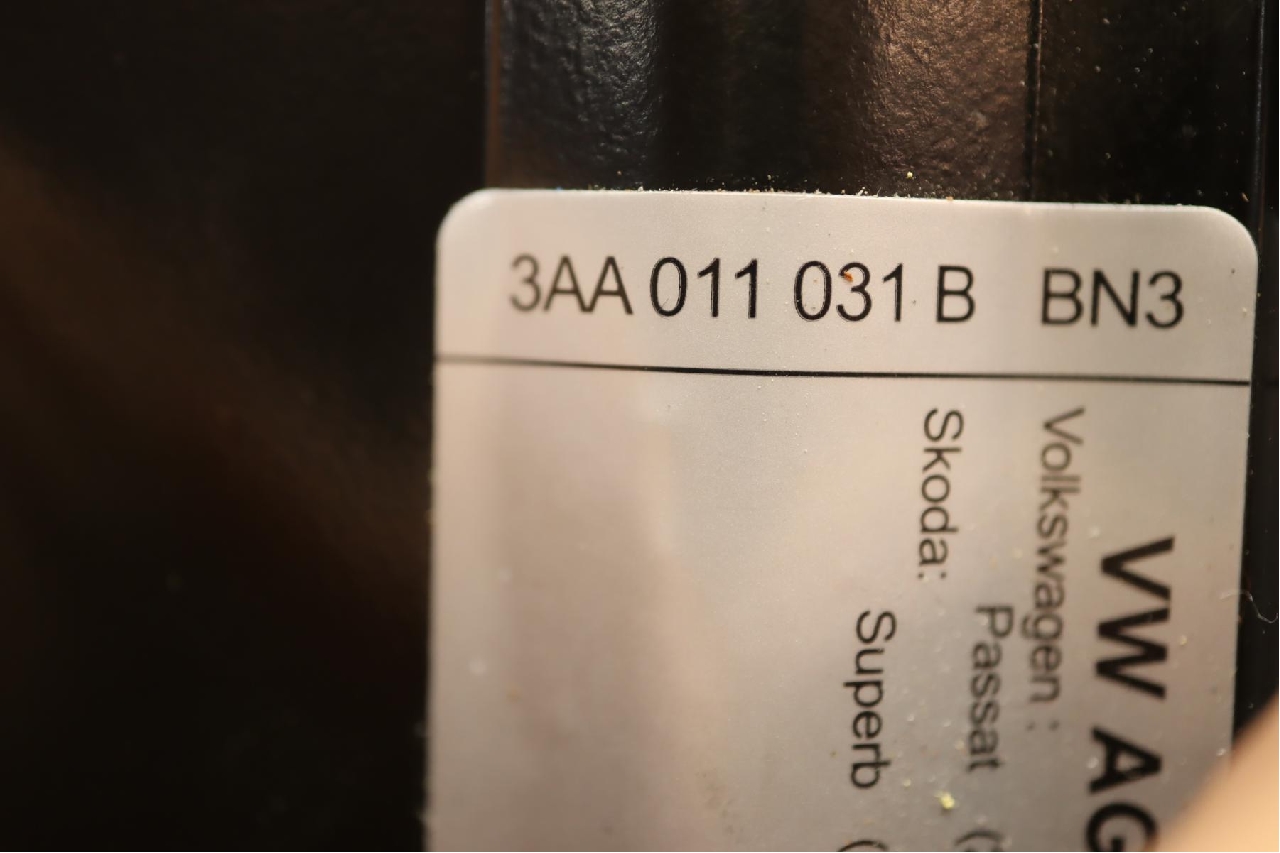 3AA 011 031 B BN3
VW AG
Volkswagen :
Passat (
Skoda:
Superb (